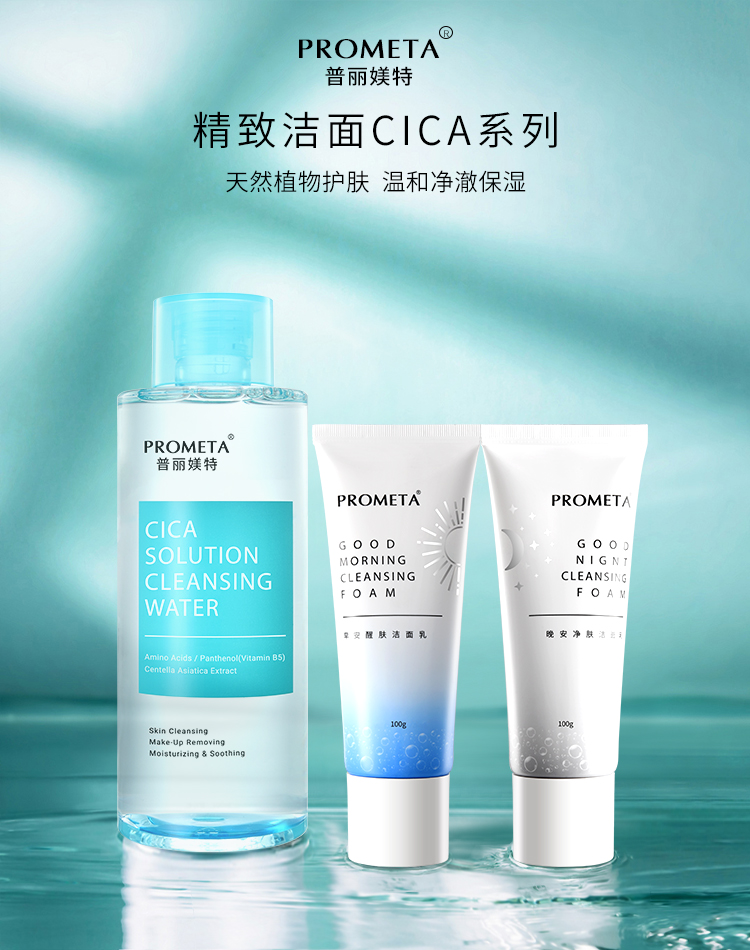 PROMETA®
普丽媄特
精致洁面CICA系列
天然植物护肤 温和净澈保湿
PROMETA®
普丽媄特
CICA
SOLUTION
CLEANSING
WATER
Amino Acids / Panthenol(Vitamin B5)
Centella Asiatica Extract
Skin Cleansing
Make-Up Removing
Moisturizing & Soothing
PROMETA®
GOOD
MORNING
CLEANSING
FOAM
早安醒肤洁面乳
100g
PROMETA
GOOD
NIGNT
CLEANSING
FOAM
晚安净肤洁面
100g